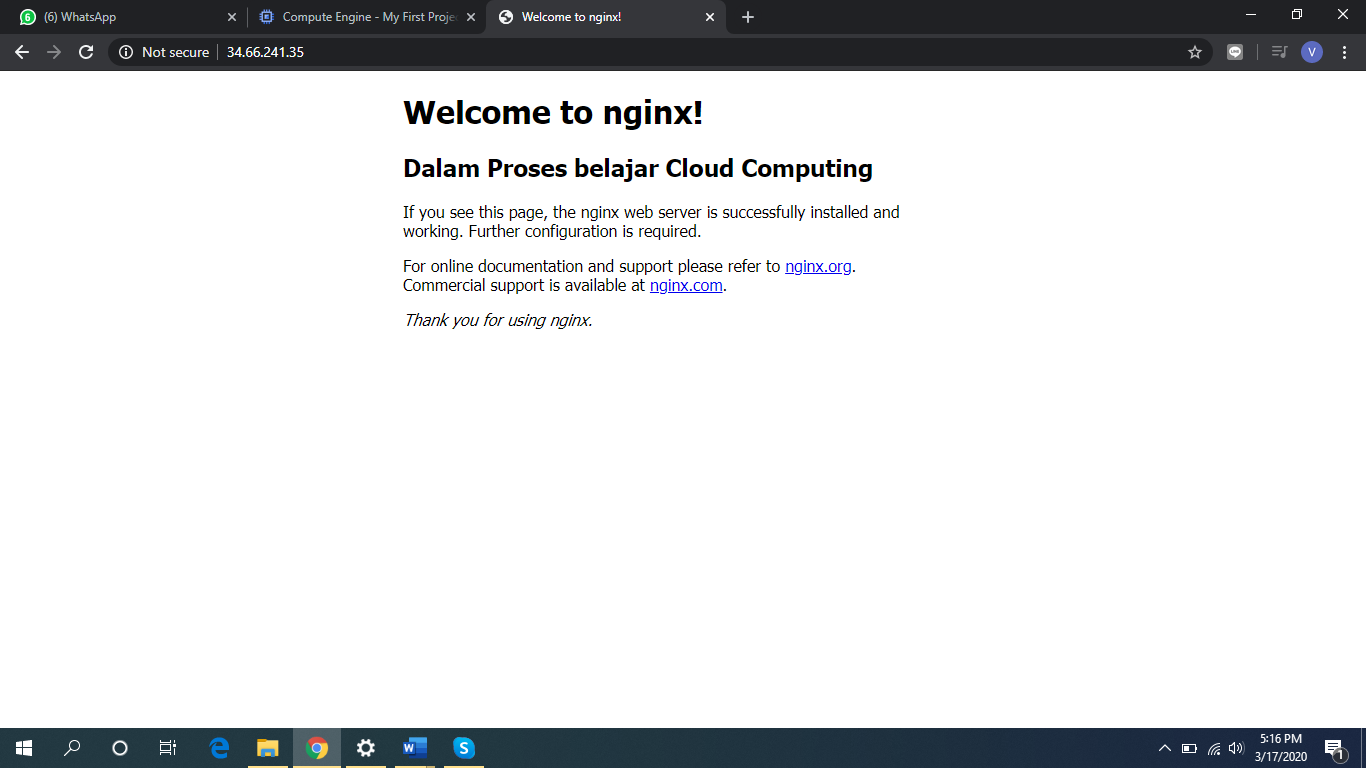 6 (6) WhatsApp
Compute Engine - My First Proje
Welcome to nginx!
Not secure 34.66.241.35
V
Welcome to nginx!
Dalam Proses belajar Cloud Computing
If you see this page, the nginx web server is successfully installed and
working. Further configuration is required.
For online documentation and support please refer to nginx.org.
Commercial support is available at nginx.com.
Thank you for using nginx.
5:16 PM
3/17/2020
1